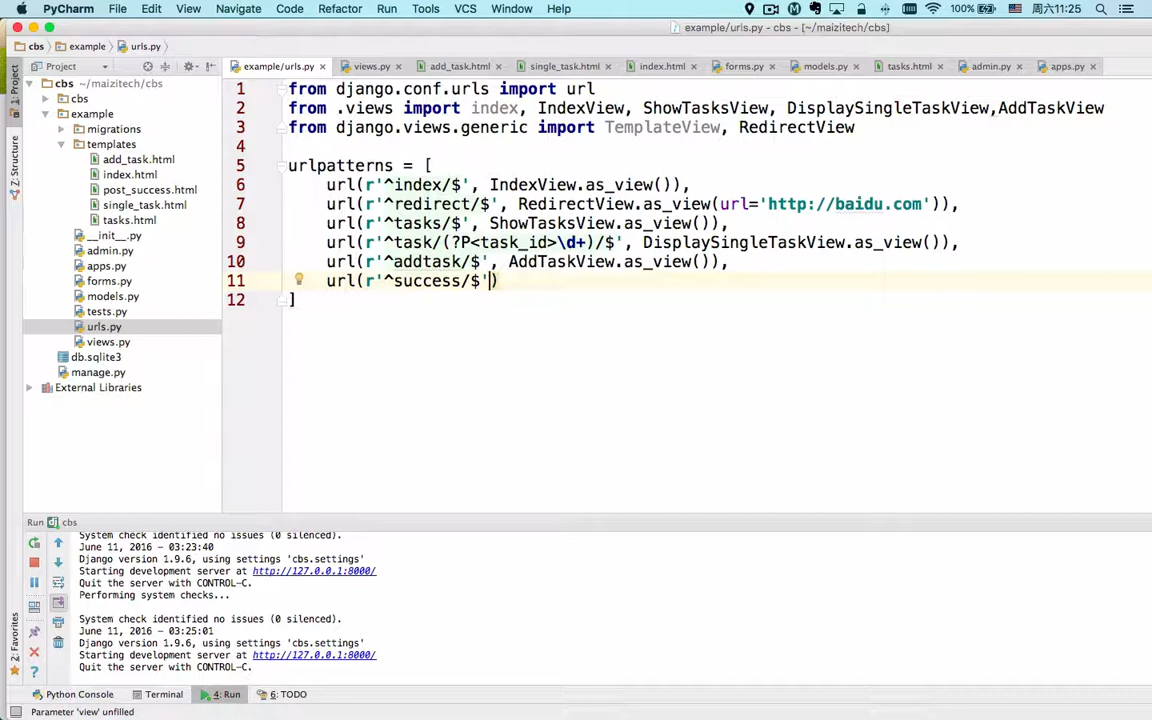 PyCharm File Edit View Navigate Code Refactor Run Tools VCS Window Help 100% 周六11:25
example/urls.py - cbs - [~/maizitech/cbs]
cbs example urls.py
Project example/urls.py views.py add_task.html single_task.html index.html forms.py models.py tasks.html admin.py apps.py
1: Project
Z: Structure
2: Favorites
cbs ~/maizitech/cbs
cbs
example
migrations
templates
add_task.html
index.html
post_success.html
single_task.html
tasks.html
__init__.py
admin.py
apps.py
forms.py
models.py
tests.py
urls.py
views.py
db.sqlite3
manage.py
External Libraries
1 from django.conf.urls import url
2 from .views import index, IndexView, ShowTasksView, DisplaySingleTaskView,AddTaskView
3 from django.views.generic import TemplateView, RedirectView
4
5 urlpatterns = [
6 url(r'^index/$', IndexView.as_view()),
7 url(r'^redirect/$', RedirectView.as_view(url='http://baidu.com')),
8 url(r'^tasks/$', ShowTasksView.as_view()),
9 url(r'^task/(?P<task_id>\d+)/$', DisplaySingleTaskView.as_view()),
10 url(r'^addtask/$', AddTaskView.as_view()),
11 url(r'^success/$')
12 ]
Run cbs
System check identified no issues (0 silenced).
June 11, 2016 - 03:23:40
Django version 1.9.6, using settings 'cbs.settings'
Starting development server at http://127.0.0.1:8000/
Quit the server with CONTROL-C.
Performing system checks...
System check identified no issues (0 silenced).
June 11, 2016 - 03:25:01
Django version 1.9.6, using settings 'cbs.settings'
Starting development server at http://127.0.0.1:8000/
Quit the server with CONTROL-C.
Python Console Terminal 4: Run 6: TODO
Parameter 'view' unfilled